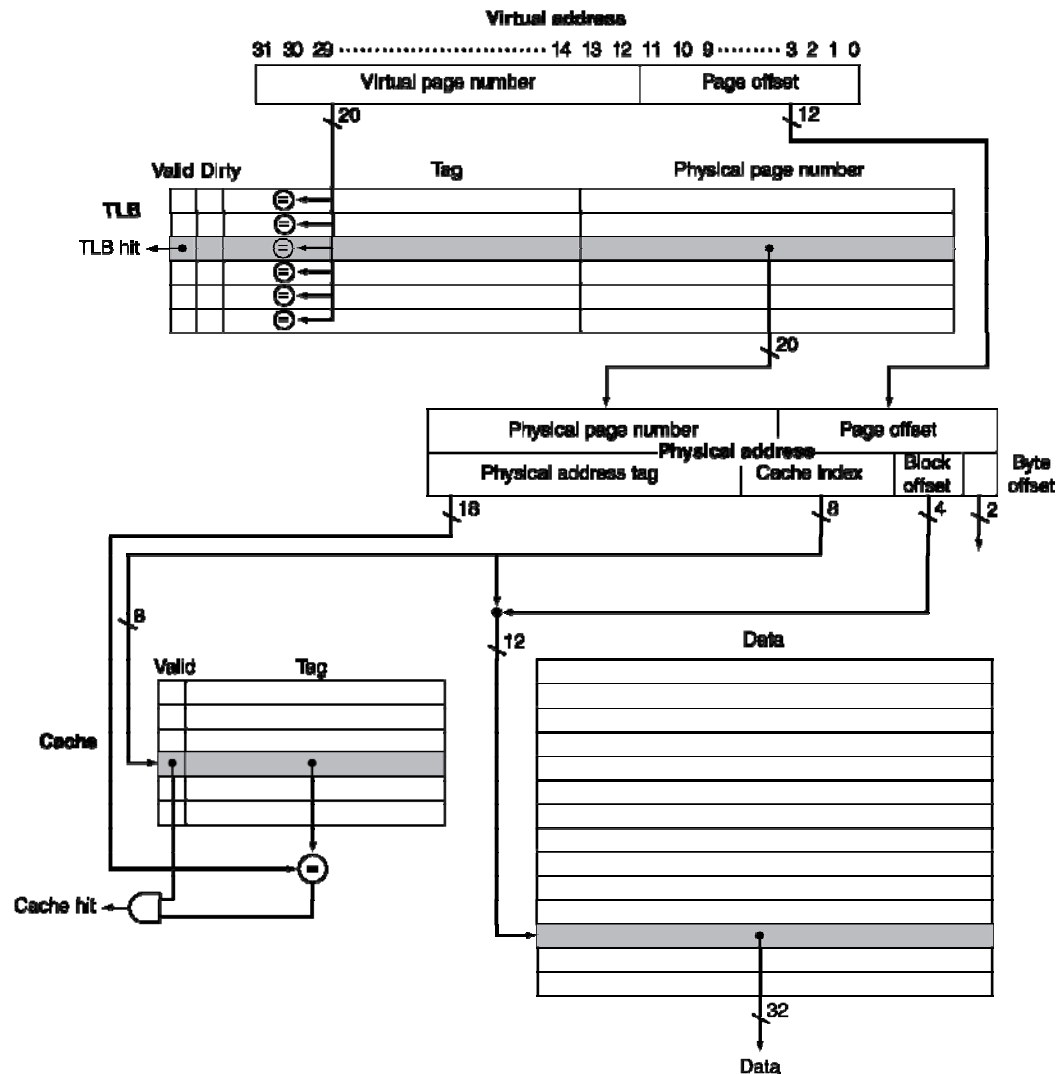 Virtual address
31 30 29 ........................... 14 13 12 11 10 9 ......... 3 2 1 0
Virtual page number Page offset
20 12
Valid Dirty Tag Physical page number
TLB
=
=
TLB hit =
=
=
=
20
Physical page number Page offset
Physical address
Physical address tag Cache index Block offset Byte offset
18 8 4 2
8
12 Data
Valid Tag
Cache
=
Cache hit
32
Data